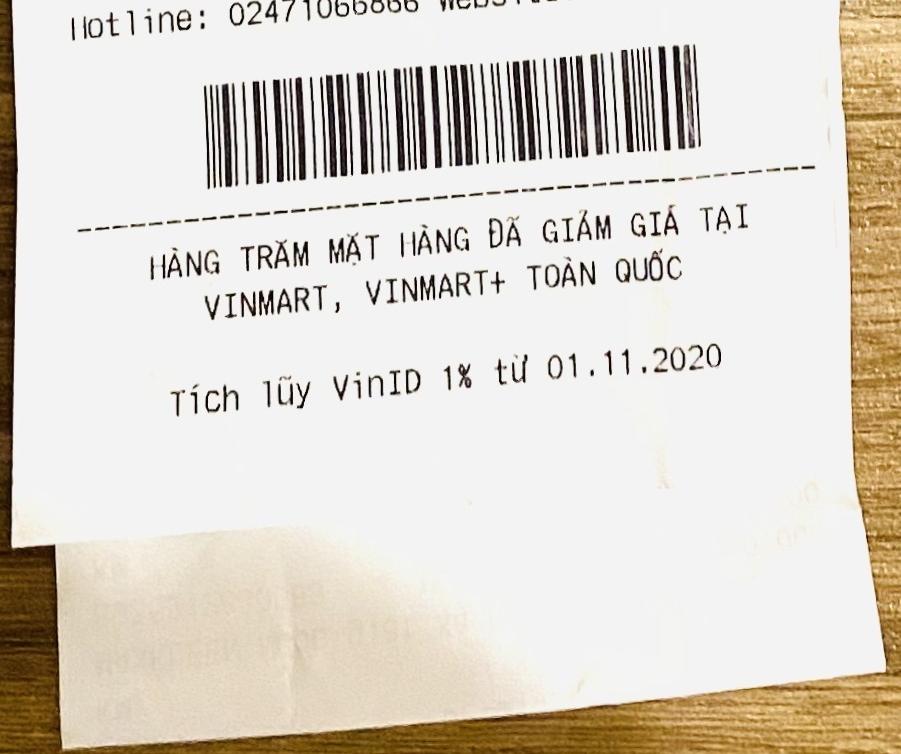 Hotline: 02471066866
HÀNG TRĂM MẶT HÀNG ĐÃ GIẢM GIÁ TẠI
VINMART, VINMART+ TOÀN QUỐC
Tích lũy VinID 1% từ 01.11.2020